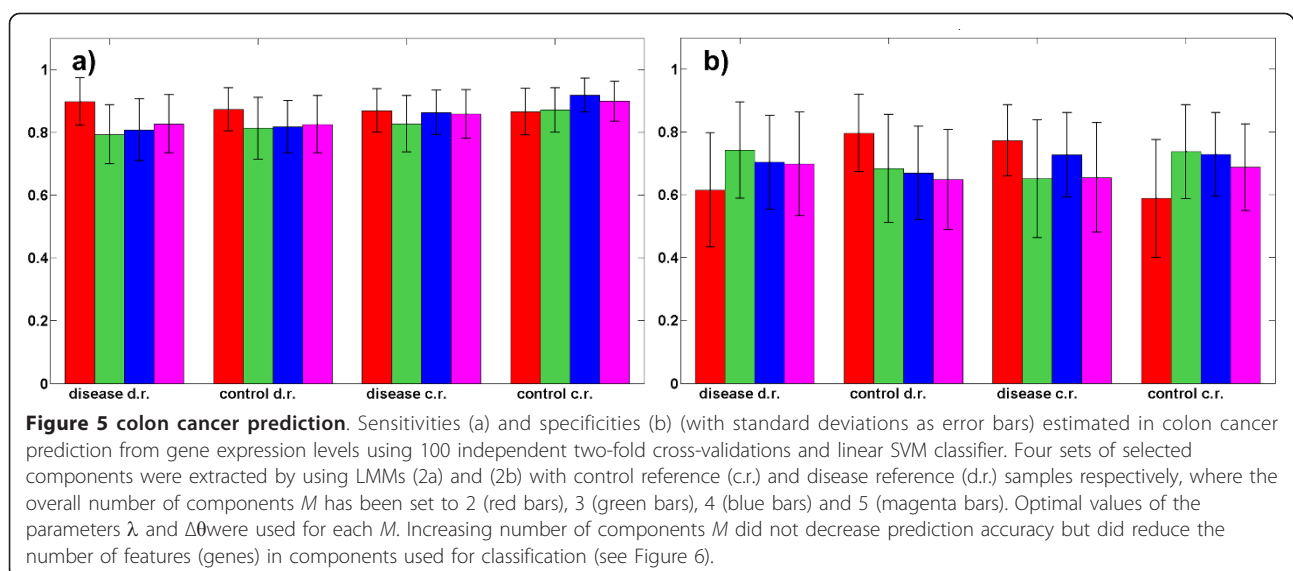 a)
1
0.8
0.6
0.4
0.2
0
disease d.r. control d.r. disease c.r. control c.r.
b)
1
0.8
0.6
0.4
0.2
0
disease d.r. control d.r. disease c.r. control c.r.
Figure 5 colon cancer prediction. Sensitivities (a) and specificities (b) (with standard deviations as error bars) estimated in colon cancer
prediction from gene expression levels using 100 independent two-fold cross-validations and linear SVM classifier. Four sets of selected
components were extracted by using LMMs (2a) and (2b) with control reference (c.r.) and disease reference (d.r.) samples respectively, where the
overall number of components M has been set to 2 (red bars), 3 (green bars), 4 (blue bars) and 5 (magenta bars). Optimal values of the
parameters λ and Δθwere used for each M. Increasing number of components M did not decrease prediction accuracy but did reduce the
number of features (genes) in components used for classification (see Figure 6).